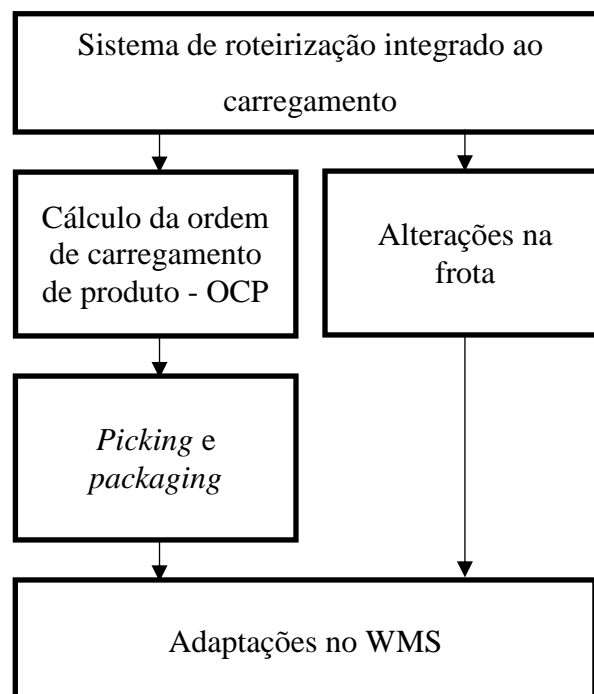 Sistema de roteirização integrado ao
carregamento
Cálculo da ordem
de carregamento
de produto - OCP
Alterações na
frota
Picking e
packaging
Adaptações no WMS